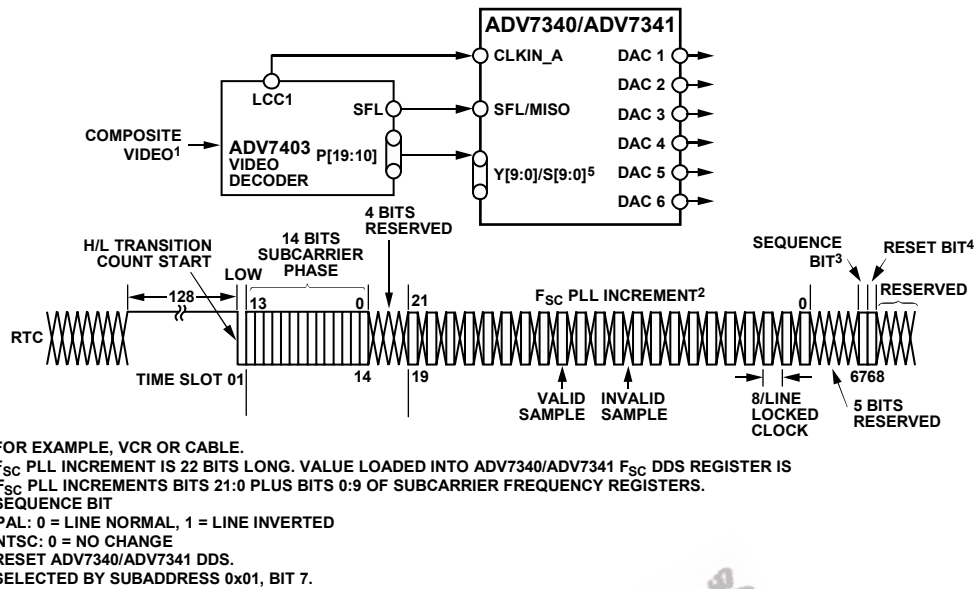 ADV7340/ADV7341
CLKIN_A
DAC 1
LCC1
DAC 2
SFL
SFL/MISO
DAC 3
COMPOSITE
VIDEO1
ADV7403
VIDEO
DECODER
P[19:10]
DAC 4
Y[9:0]/S[9:0]5
DAC 5
DAC 6
H/L TRANSITION
COUNT START
LOW
14 BITS
SUBCARRIER
PHASE
4 BITS
RESERVED
SEQUENCE
BIT3
RESET BIT4
RESERVED
128
13
0
21
FSC PLL INCREMENT2
0
RTC
TIME SLOT 01
14
19
VALID
SAMPLE
INVALID
SAMPLE
8/LINE
LOCKED
CLOCK
6768
5 BITS
RESERVED
FOR EXAMPLE, VCR OR CABLE.
FSC PLL INCREMENT IS 22 BITS LONG. VALUE LOADED INTO ADV7340/ADV7341 FSC DDS REGISTER IS
FSC PLL INCREMENTS BITS 21:0 PLUS BITS 0:9 OF SUBCARRIER FREQUENCY REGISTERS.
SEQUENCE BIT
PAL: 0 = LINE NORMAL, 1 = LINE INVERTED
NTSC: 0 = NO CHANGE
RESET ADV7340/ADV7341 DDS.
SELECTED BY SUBADDRESS 0x01, BIT 7.